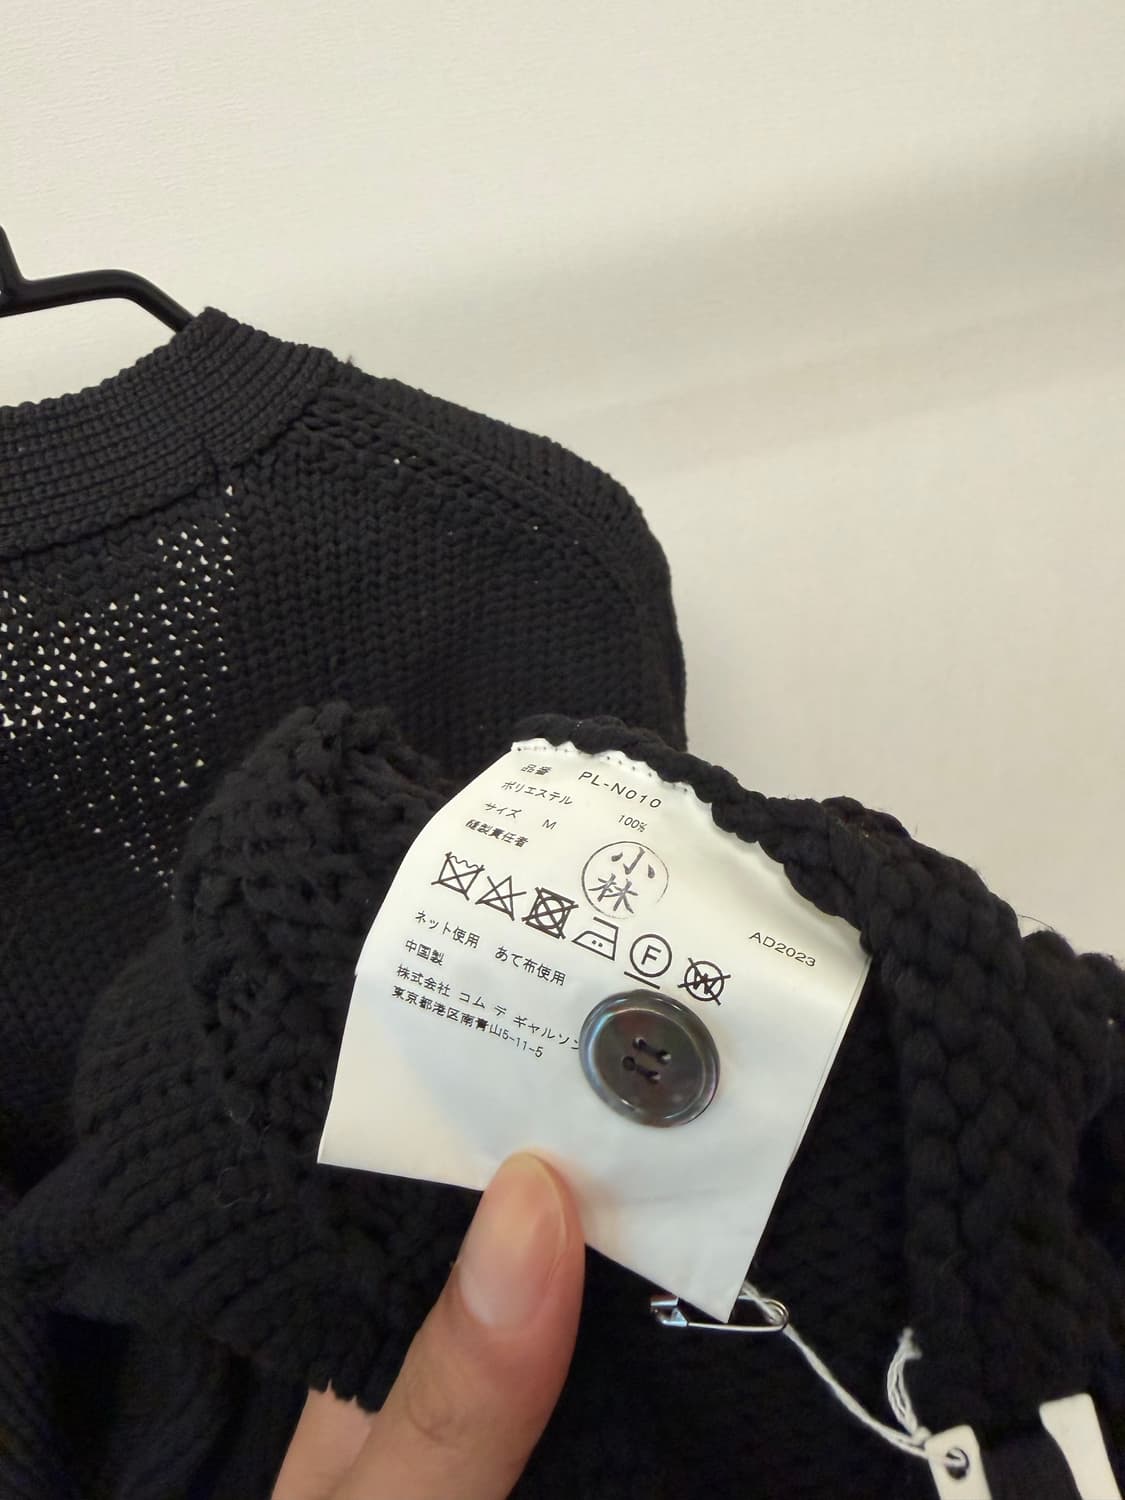 品番 PL-N010
ポリエステル 100%
サイズ M
縫製責任者
小林
F
W
AD2023
ネット使用 あて布使用
中国製
株式会社 コム デ ギャルソン
東京都港区南青山5-11-5